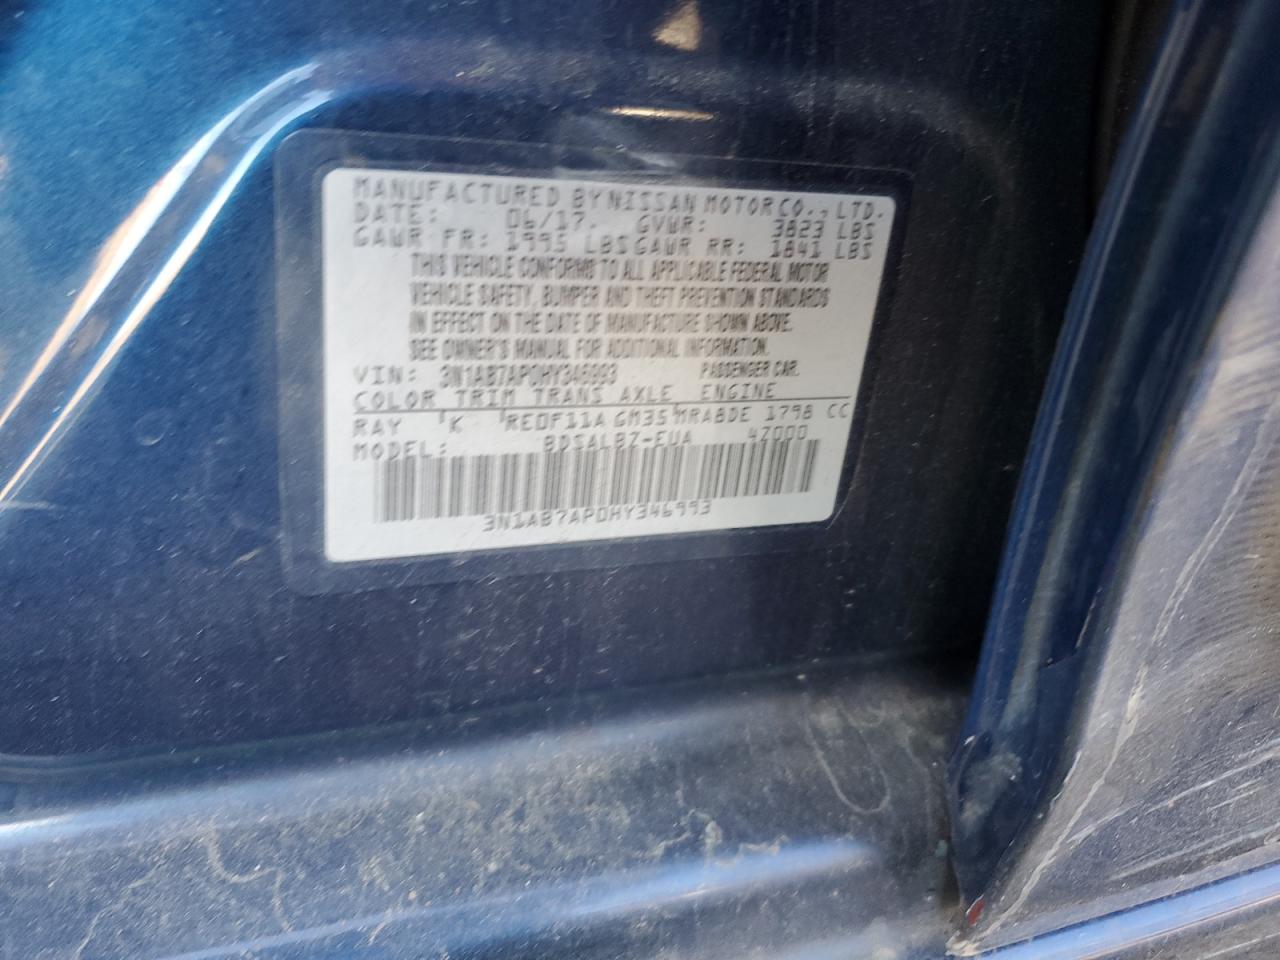 MANUFACTURED BY NISSAN MOTOR CO., LTD.
DATE: 06/17. GVWR: 3823 LBS
GAWR FR: 1995 LBS GAWR RR: 1841 LBS
THIS VEHICLE CONFORMS TO ALL APPLICABLE FEDERAL MOTOR
VEHICLE SAFETY, BUMPER AND THEFT PREVENTION STANDARDS
IN EFFECT ON THE DATE OF MANUFACTURE SHOWN ABOVE.
SEE OWNER'S MANUAL FOR ADDITIONAL INFORMATION.
VIN: 3N1AB7AP0HY346993 PASSENGER CAR.
COLOR TRIM TRANS AXLE ENGINE
RAY K RE0F11A GM35 MRA8DE 1798 CC
MODEL: BDSALBZ-EUA 4Z000
3N1AB7AP0HY346993